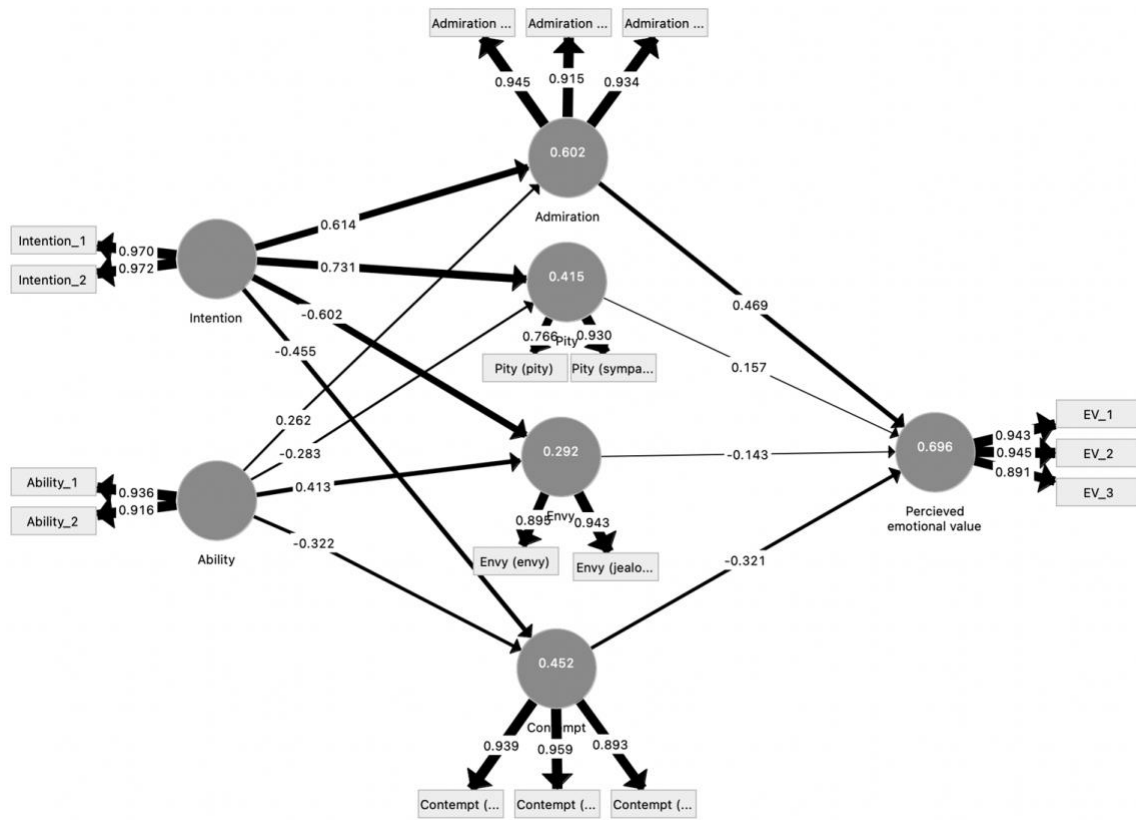 Admiration ...
Admiration ...
Admiration ...
0.945
0.915
0.934
0.602
Admiration
Intention_1
Intention_2
0.970
0.972
Intention
0.614
0.731
-0.602
-0.455
0.415
0.766
Pity
0.930
Pity (pity)
Pity (sympa...
0.469
0.157
0.262
-0.283
0.413
-0.322
Ability_1
Ability_2
0.936
0.916
Ability
0.292
0.895
Envy
0.943
Envy (envy)
Envy (jealo...
-0.143
-0.321
0.696
Percieved
emotional value
0.943
0.945
0.891
EV_1
EV_2
EV_3
0.452
Contempt
0.939
0.959
0.893
Contempt (...
Contempt (...
Contempt (...